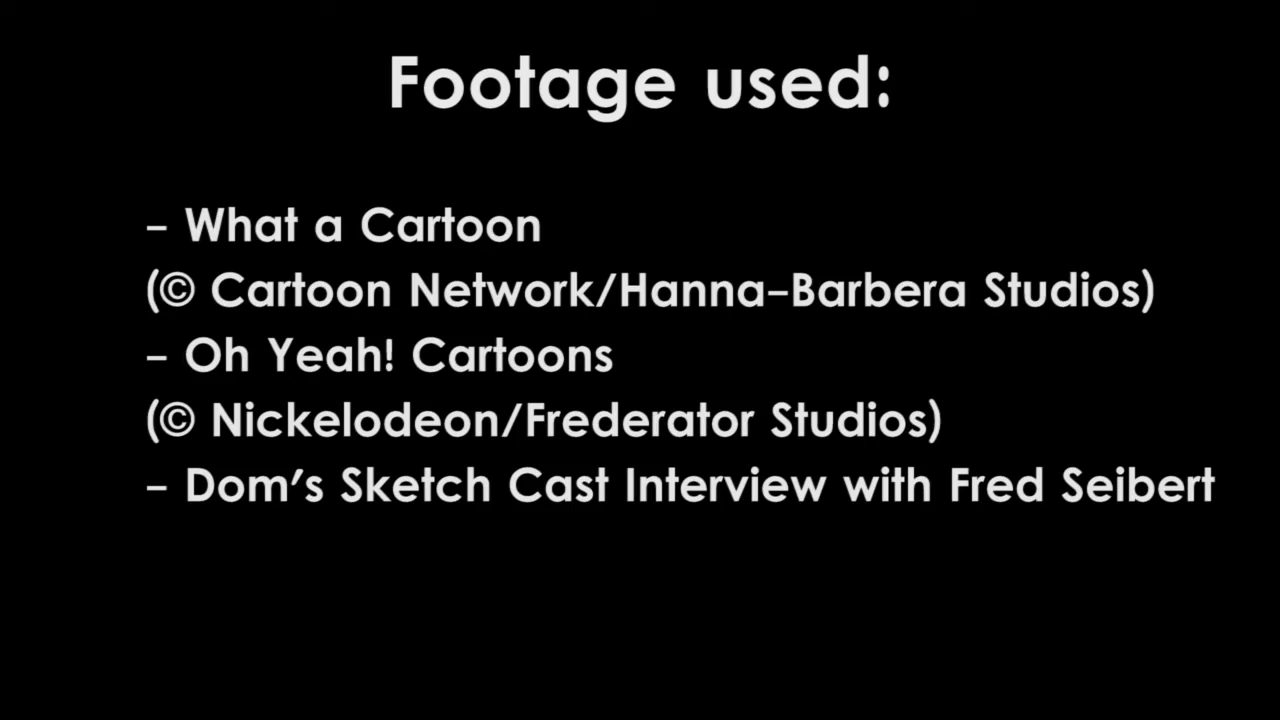 Footage used:
– What a Cartoon
(© Cartoon Network/Hanna–Barbera Studios)
– Oh Yeah! Cartoons
(© Nickelodeon/Frederator Studios)
– Dom's Sketch Cast Interview with Fred Seibert